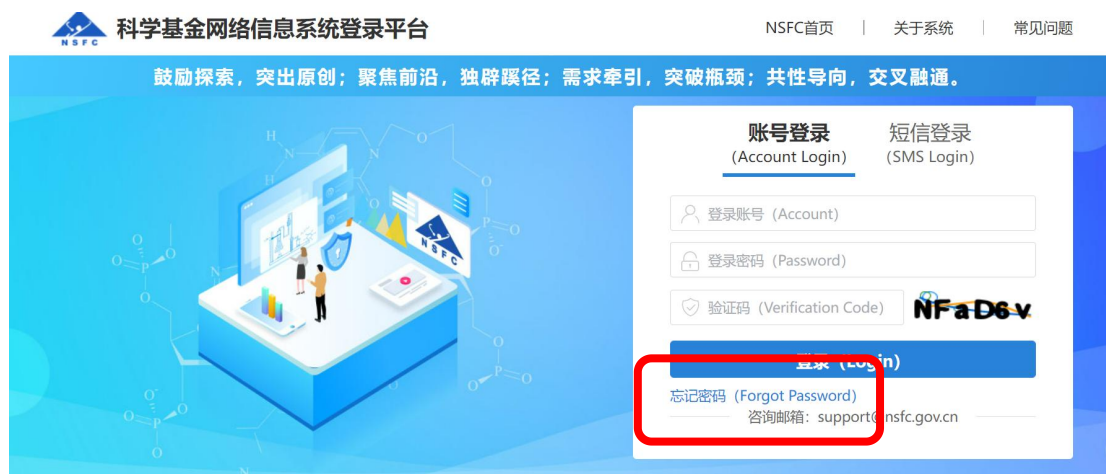 NSFC
科学基金网络信息系统登录平台
NSFC首页
关于系统
常见问题
鼓励探索，突出原创；聚焦前沿，独辟蹊径；需求牵引，突破瓶颈；共性导向，交叉融通。
账号登录
(Account Login)
短信登录
(SMS Login)
登录账号 (Account)
登录密码 (Password)
验证码 (Verification Code)
NFaD6v
登录 (Login)
忘记密码 (Forgot Password)
咨询邮箱：support@nsfc.gov.cn
NSFC